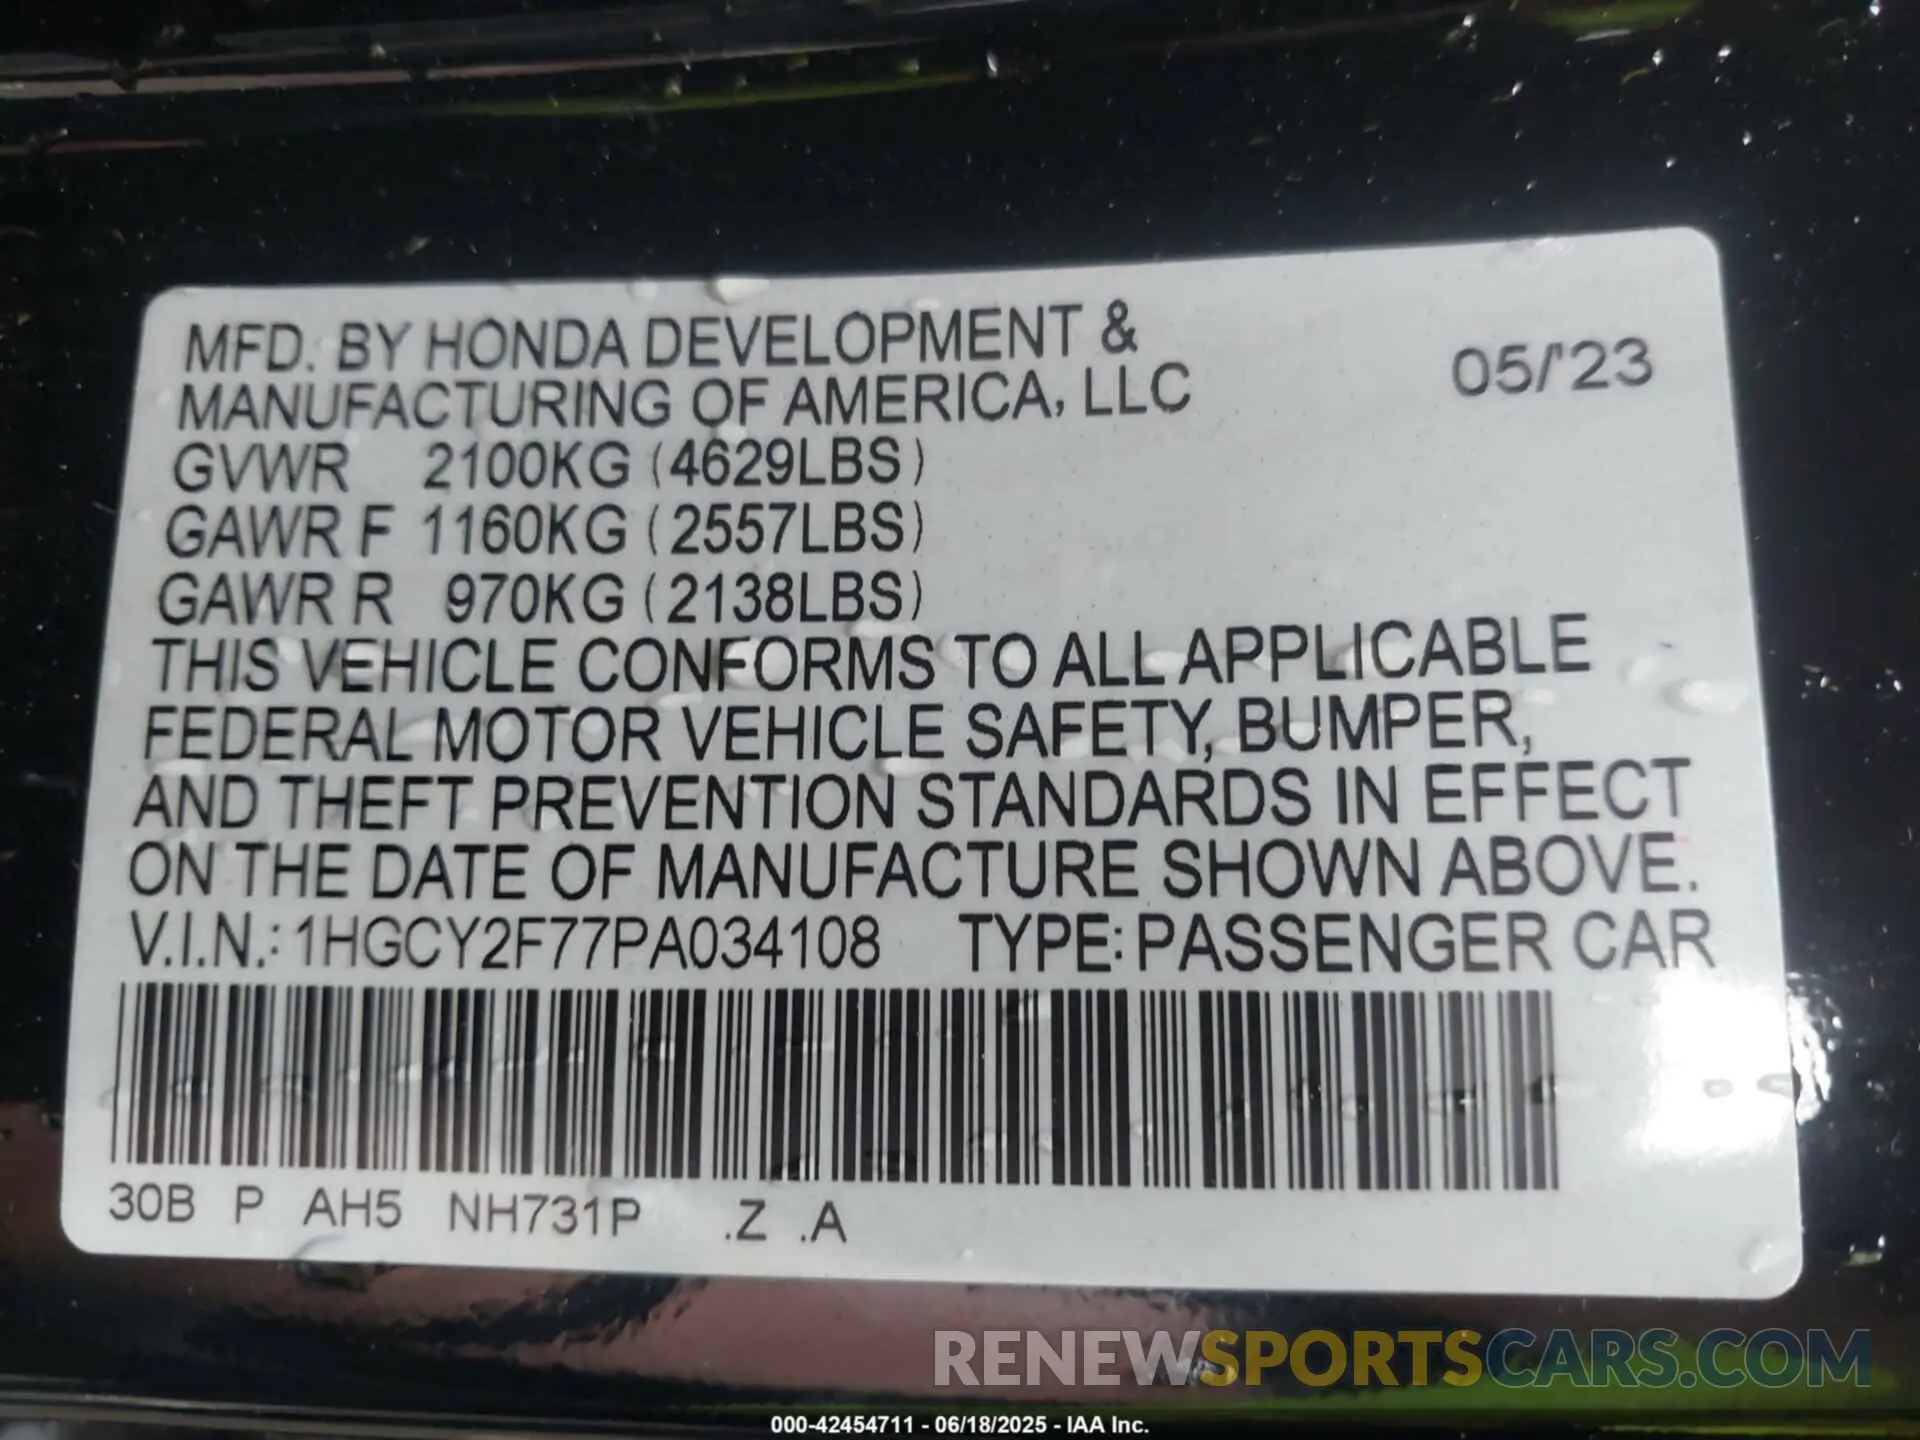 MFD. BY HONDA DEVELOPMENT &
MANUFACTURING OF AMERICA, LLC
05/'23
GVWR 2100KG (4629LBS)
GAWR F 1160KG (2557LBS)
GAWR R 970KG (2138LBS)
THIS VEHICLE CONFORMS TO ALL APPLICABLE
FEDERAL MOTOR VEHICLE SAFETY, BUMPER,
AND THEFT PREVENTION STANDARDS IN EFFECT
ON THE DATE OF MANUFACTURE SHOWN ABOVE.
V.I.N.: 1HGCY2F77PA034108 TYPE: PASSENGER CAR
30B P AH5 NH731P .Z .A
RENEWSPORTSCARS.COM
000-42454711 - 06/18/2025 - IAA Inc.